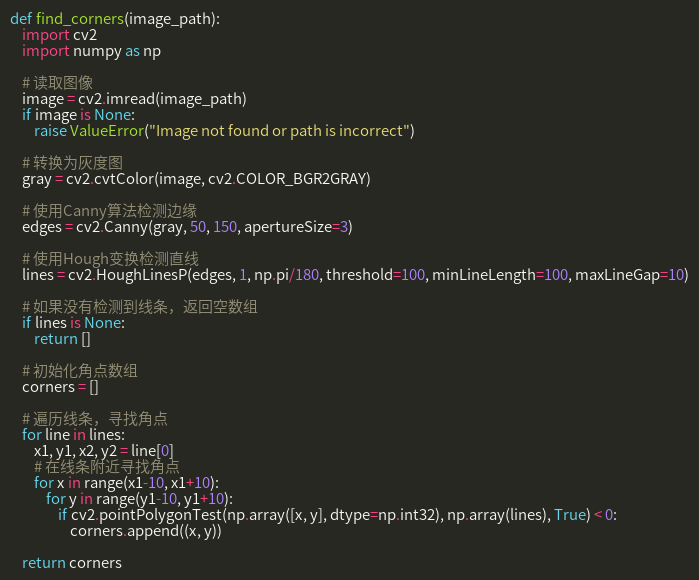 def find_corners(image_path):
    import cv2
    import numpy as np

    # 读取图像
    image = cv2.imread(image_path)
    if image is None:
        raise ValueError("Image not found or path is incorrect")

    # 转换为灰度图
    gray = cv2.cvtColor(image, cv2.COLOR_BGR2GRAY)

    # 使用Canny算法检测边缘
    edges = cv2.Canny(gray, 50, 150, apertureSize=3)

    # 使用Hough变换检测直线
    lines = cv2.HoughLinesP(edges, 1, np.pi/180, threshold=100, minLineLength=100, maxLineGap=10)

    # 如果没有检测到线条，返回空数组
    if lines is None:
        return []

    # 初始化角点数组
    corners = []

    # 遍历线条，寻找角点
    for line in lines:
        x1, y1, x2, y2 = line[0]
        # 在线条附近寻找角点
        for x in range(x1-10, x1+10):
            for y in range(y1-10, y1+10):
                if cv2.pointPolygonTest(np.array([x, y], dtype=np.int32), np.array(lines), True) < 0:
                    corners.append((x, y))

    return corners